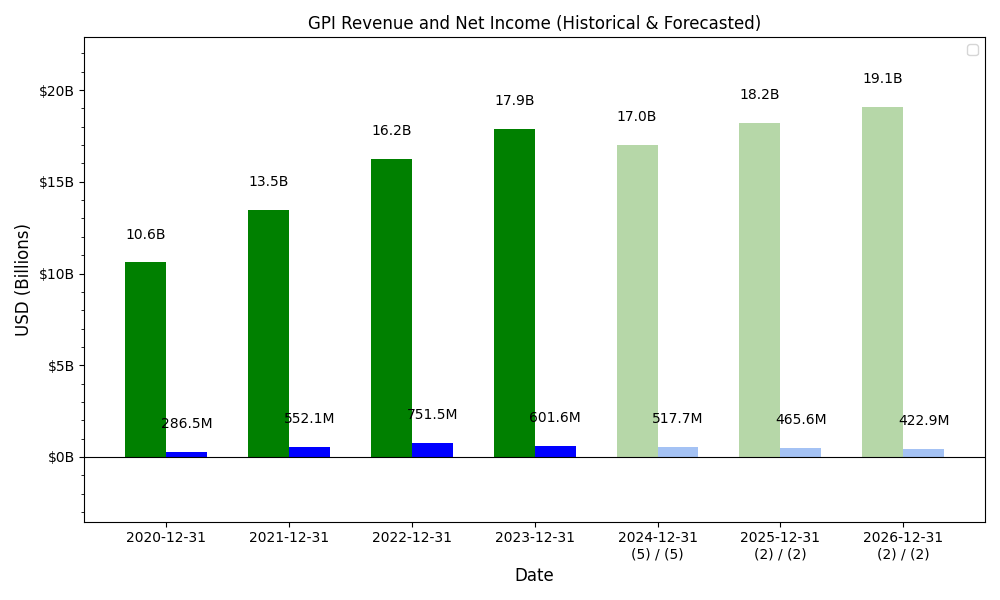 GPI Revenue and Net Income (Historical & Forecasted)
USD (Billions)
$20B
$15B
$10B
$5B
$0B
10.6B
13.5B
16.2B
17.9B
17.0B
18.2B
19.1B
286.5M
552.1M
751.5M
601.6M
517.7M
465.6M
422.9M
2020-12-31
2021-12-31
2022-12-31
2023-12-31
2024-12-31
(5) / (5)
2025-12-31
(2) / (2)
2026-12-31
(2) / (2)
Date